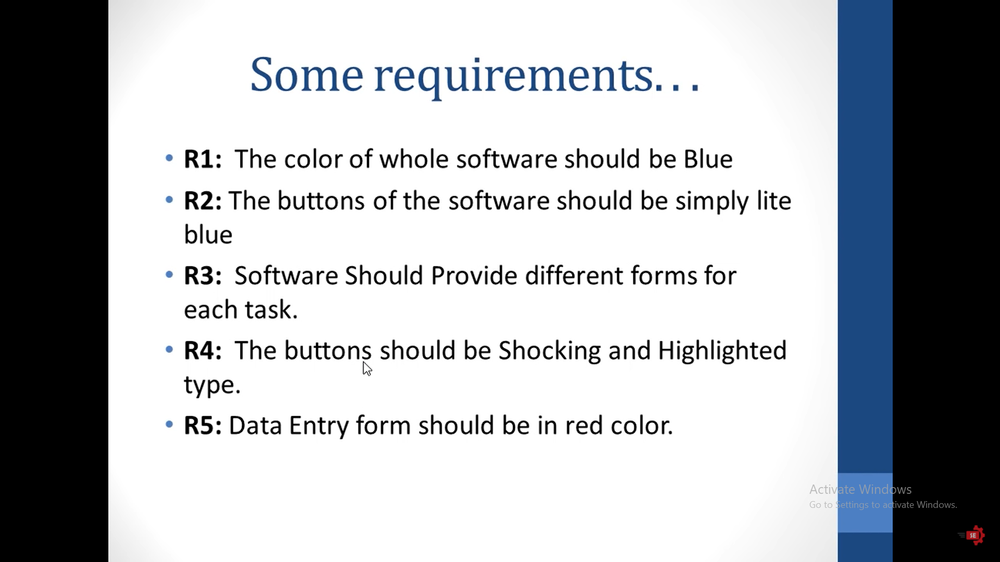 Some requirements...
• R1: The color of whole software should be Blue
• R2: The buttons of the software should be simply lite
blue
• R3: Software Should Provide different forms for
each task.
• R4: The buttons should be Shocking and Highlighted
type.
• R5: Data Entry form should be in red color.
Activate Windows
Go to Settings to activate Windows.
SE